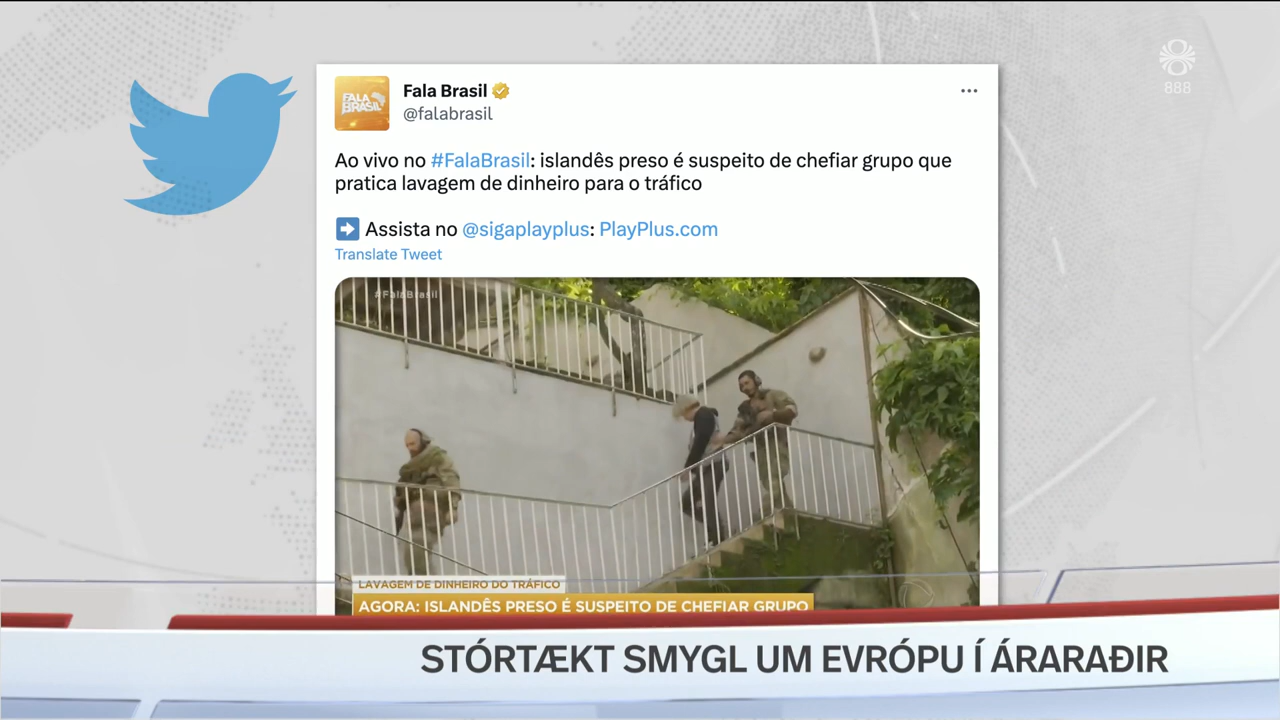 888
FALA
BRASIL
Fala Brasil
@falabrasil
Ao vivo no #FalaBrasil: islandês preso é suspeito de chefiar grupo que
pratica lavagem de dinheiro para o tráfico
Assista no @sigaplayplus: PlayPlus.com
Translate Tweet
#FalaBrasil
LAVAGEM DE DINHEIRO DO TRÁFICO
AGORA: ISLANDÊS PRESO É SUSPEITO DE CHEFIAR GRUPO
STÓRTÆKT SMYGL UM EVRÓPU Í ÁRARAÐIR